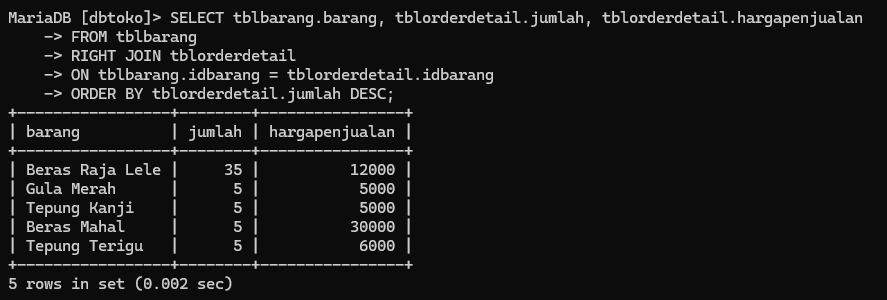 MariaDB [dbtoko]> SELECT tblbarang.barang, tblorderdetail.jumlah, tblorderdetail.hargapenjualan
    -> FROM tblbarang
    -> RIGHT JOIN tblorderdetail
    -> ON tblbarang.idbarang = tblorderdetail.idbarang
    -> ORDER BY tblorderdetail.jumlah DESC;
+-----------------+--------+----------------+
| barang          | jumlah | hargapenjualan |
+-----------------+--------+----------------+
| Beras Raja Lele |     35 |          12000 |
| Gula Merah      |      5 |           5000 |
| Tepung Kanji    |      5 |           5000 |
| Beras Mahal     |      5 |          30000 |
| Tepung Terigu   |      5 |           6000 |
+-----------------+--------+----------------+
5 rows in set (0.002 sec)